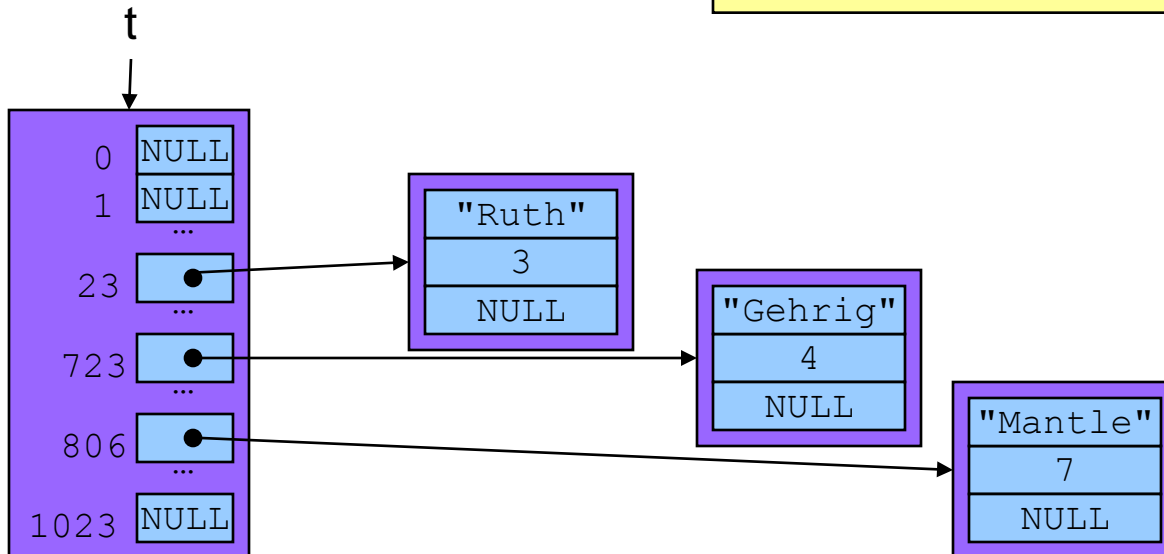 t
0 NULL
1 NULL
...
23
...
723
...
806
...
1023 NULL
"Ruth"
3
NULL
"Gehrig"
4
NULL
"Mantle"
7
NULL